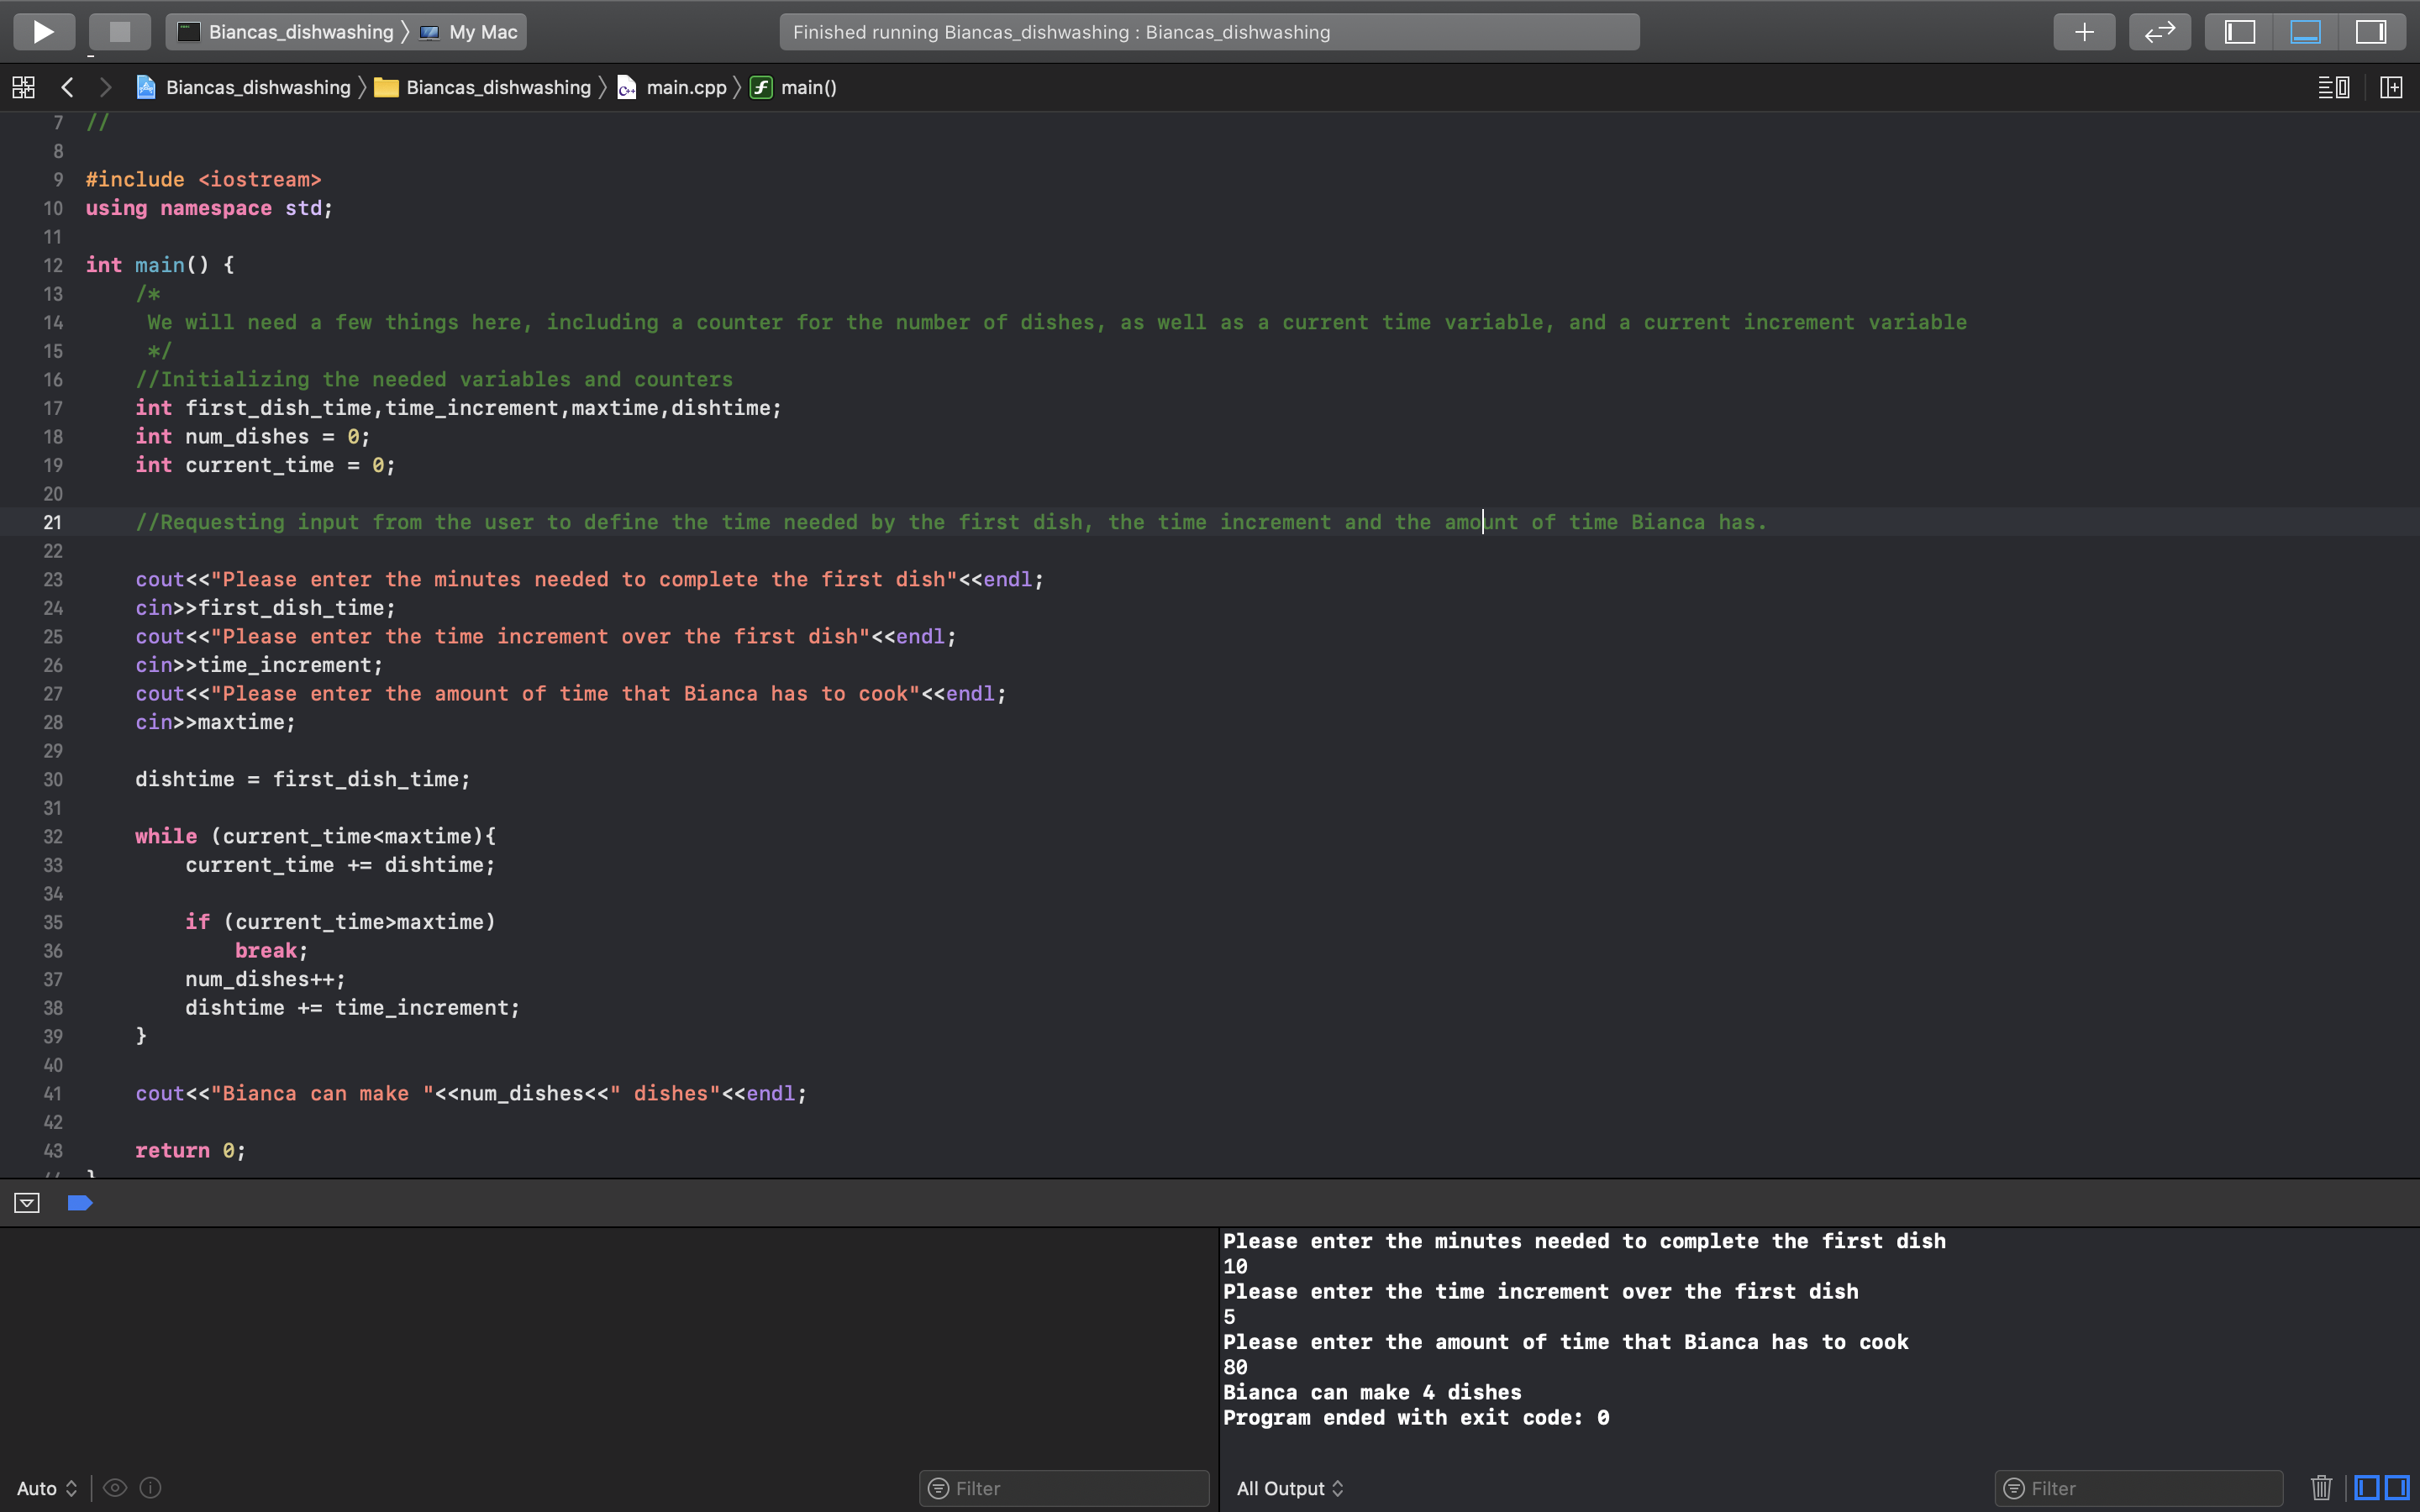 Biancas_dishwashing 〉 My Mac
Finished running Biancas_dishwashing : Biancas_dishwashing
Biancas_dishwashing 〉 Biancas_dishwashing 〉 main.cpp 〉 f main()
7 //
8
9 #include <iostream>
10 using namespace std;
11
12 int main() {
13     /*
14      We will need a few things here, including a counter for the number of dishes, as well as a current time variable, and a current increment variable
15      */
16     //Initializing the needed variables and counters
17     int first_dish_time,time_increment,maxtime,dishtime;
18     int num_dishes = 0;
19     int current_time = 0;
20
21     //Requesting input from the user to define the time needed by the first dish, the time increment and the amount of time Bianca has.
22
23     cout<<"Please enter the minutes needed to complete the first dish"<<endl;
24     cin>>first_dish_time;
25     cout<<"Please enter the time increment over the first dish"<<endl;
26     cin>>time_increment;
27     cout<<"Please enter the amount of time that Bianca has to cook"<<endl;
28     cin>>maxtime;
29
30     dishtime = first_dish_time;
31
32     while (current_time<maxtime){
33         current_time += dishtime;
34
35         if (current_time>maxtime)
36             break;
37         num_dishes++;
38         dishtime += time_increment;
39     }
40
41     cout<<"Bianca can make "<<num_dishes<<" dishes"<<endl;
42
43     return 0;
44 }
Please enter the minutes needed to complete the first dish
10
Please enter the time increment over the first dish
5
Please enter the amount of time that Bianca has to cook
80
Bianca can make 4 dishes
Program ended with exit code: 0
Auto
Filter
All Output
Filter